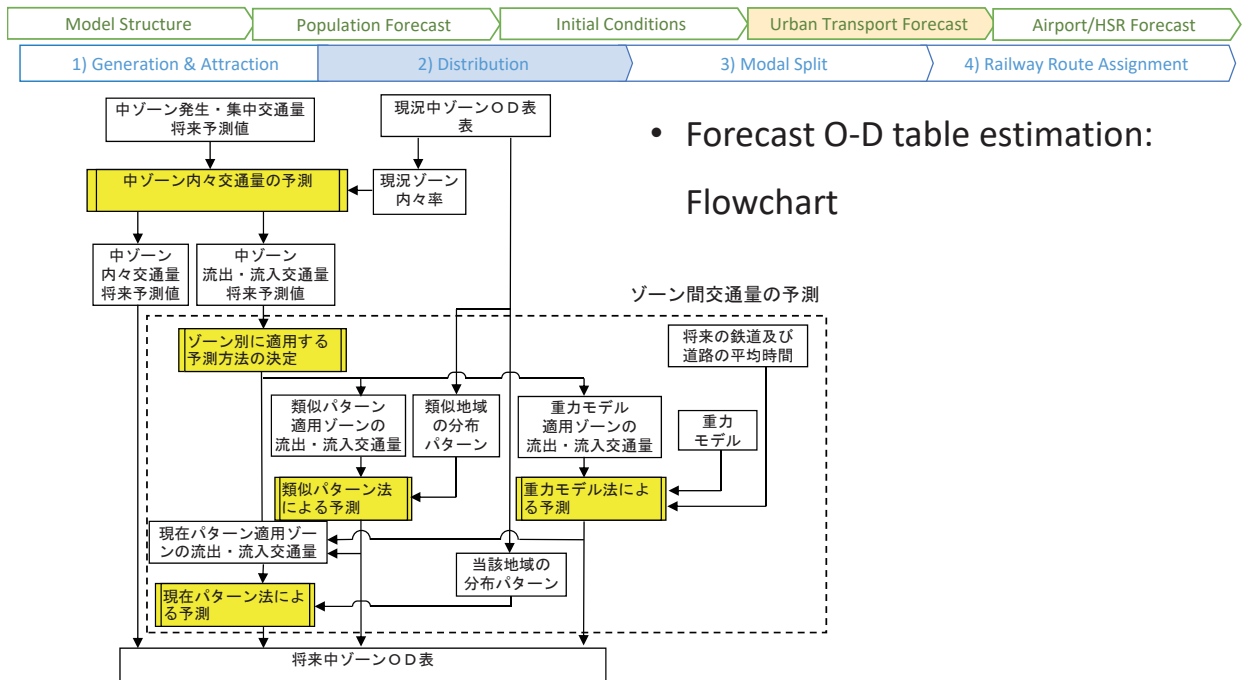 Model Structure
Population Forecast
Initial Conditions
Urban Transport Forecast
Airport/HSR Forecast
1) Generation & Attraction
2) Distribution
3) Modal Split
4) Railway Route Assignment
• Forecast O-D table estimation:
Flowchart
中ゾーン発生・集中交通量
将来予測値
現況中ゾーンOD表
表
中ゾーン内々交通量の予測
現況ゾーン
内々率
中ゾーン
内々交通量
将来予測値
中ゾーン
流出・流入交通量
将来予測値
ゾーン間交通量の予測
ゾーン別に適用する
予測方法の決定
将来の鉄道及び
道路の平均時間
類似パターン
適用ゾーンの
流出・流入交通量
類似地域
の分布
パターン
重力モデル
適用ゾーンの
流出・流入交通量
重力
モデル
類似パターン法
による予測
重力モデル法によ
る予測
現在パターン適用ゾー
ンの流出・流入交通量
当該地域の
分布パターン
現在パターン法によ
る予測
将来中ゾーンOD表